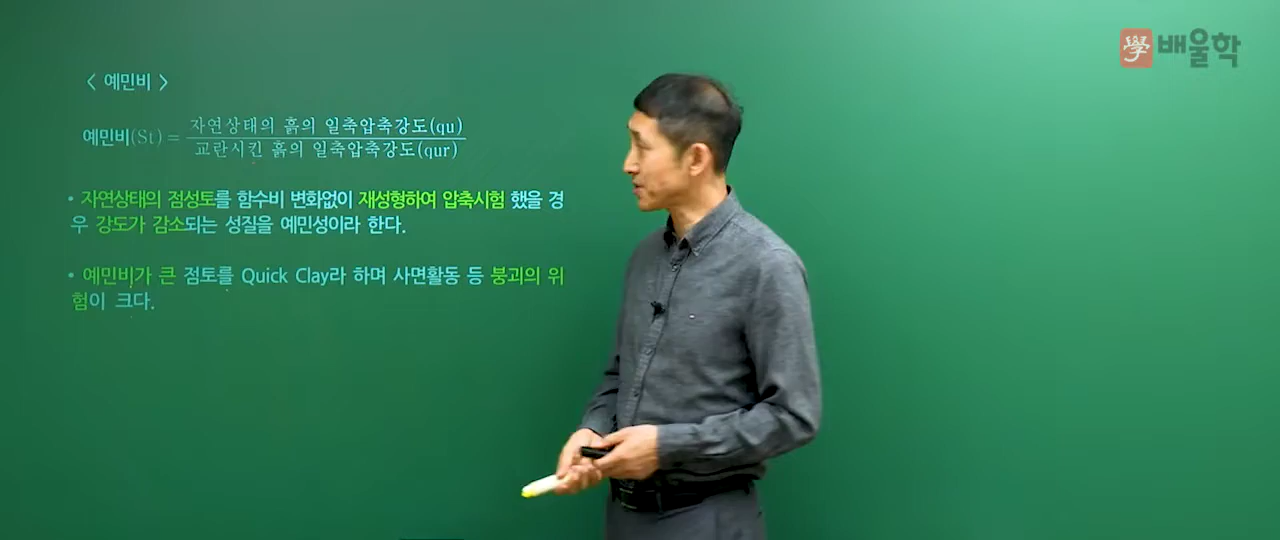 學 배울학
< 예민비 >
예민비(St) = 자연상태의 흙의 일축압축강도(qu)
교란시킨 흙의 일축압축강도(qur)
• 자연상태의 점성토를 함수비 변화없이 재성형하여 압축시험 했을 경
우 강도가 감소되는 성질을 예민성이라 한다.
• 예민비가 큰 점토를 Quick Clay라 하며 사면활동 등 붕괴의 위
험이 크다.